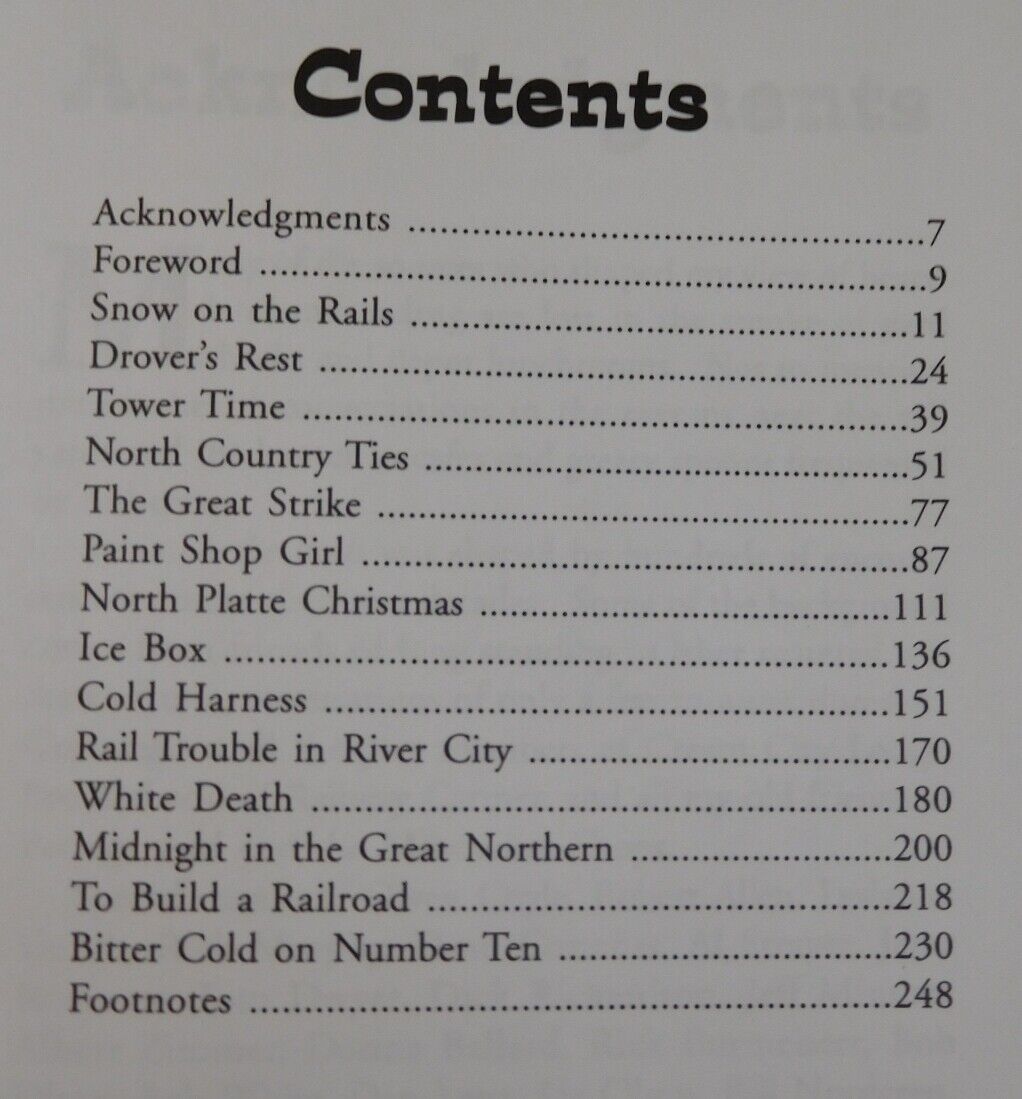 Contents
Acknowledgments ..................................................7
Foreword ..................................................9
Snow on the Rails ..................................................11
Drover's Rest ..................................................24
Tower Time ..................................................39
North Country Ties ..................................................51
The Great Strike ..................................................77
Paint Shop Girl ..................................................87
North Platte Christmas ..................................................111
Ice Box ..................................................136
Cold Harness ..................................................151
Rail Trouble in River City ..................................................170
White Death ..................................................180
Midnight in the Great Northern ..................................................200
To Build a Railroad ..................................................218
Bitter Cold on Number Ten ..................................................230
Footnotes ..................................................248